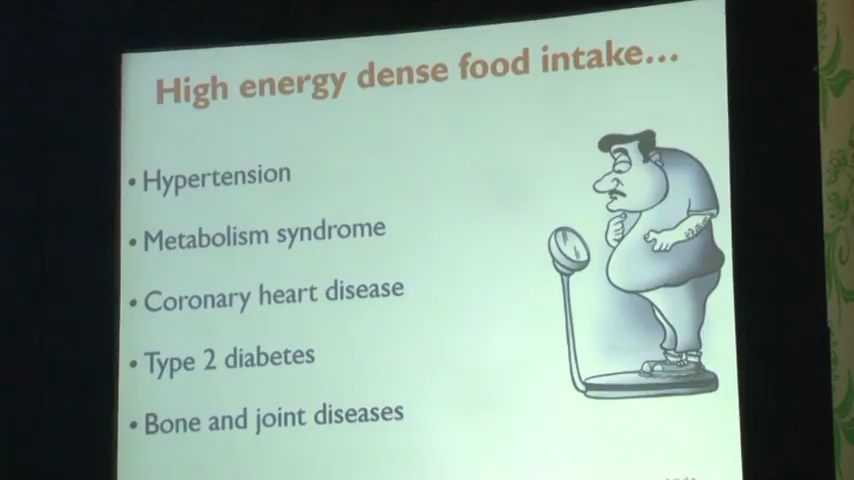 High energy dense food intake...
• Hypertension
• Metabolism syndrome
• Coronary heart disease
• Type 2 diabetes
• Bone and joint diseases